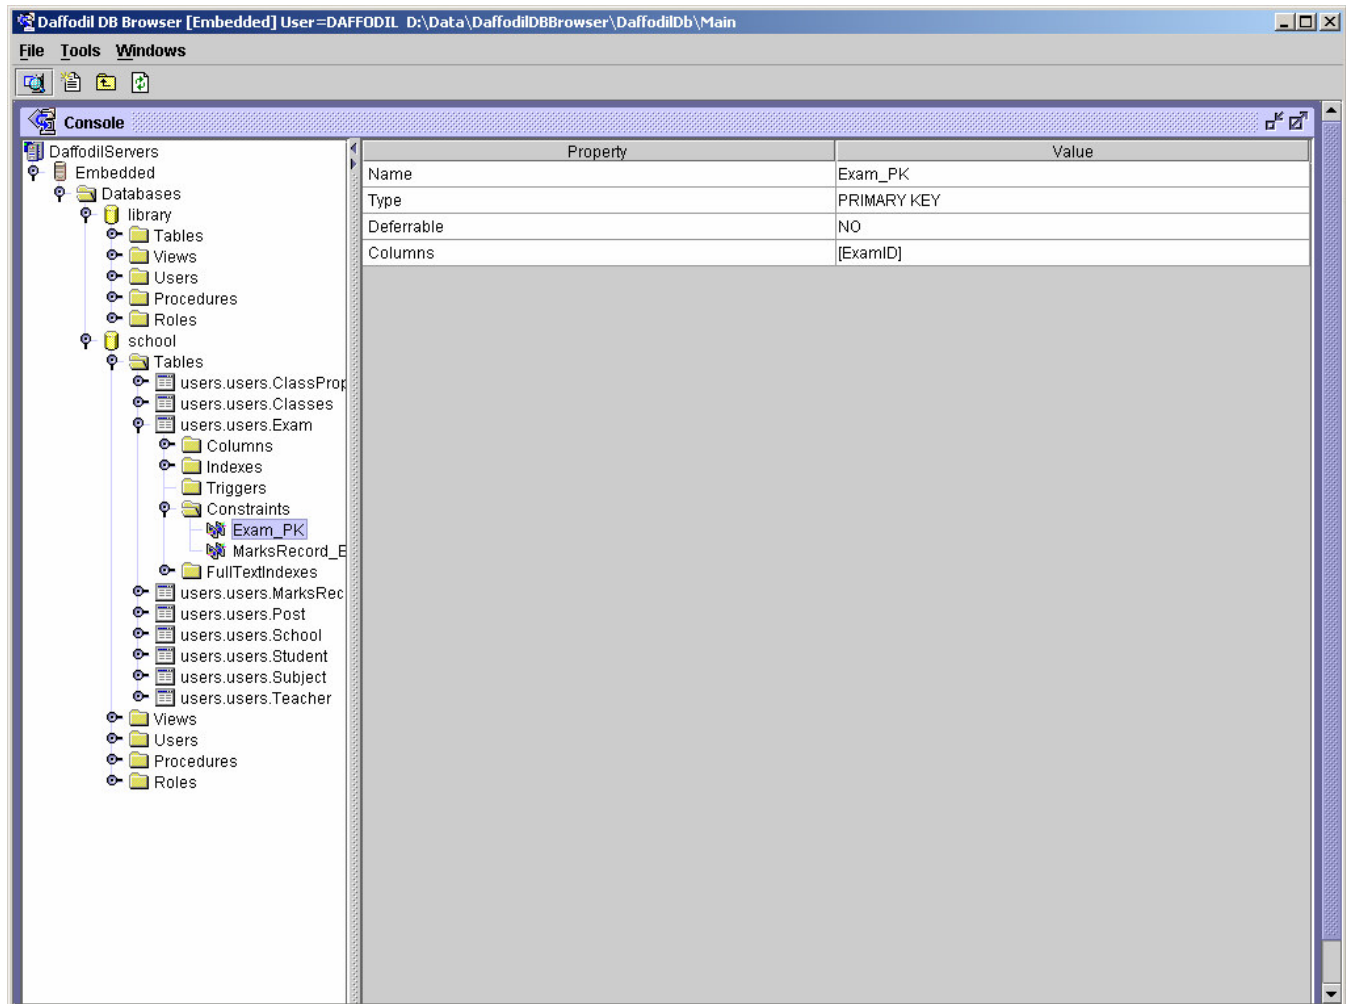 Daffodil DB Browser [Embedded] User=DAFFODIL D:\Data\DaffodilDBBrowser\DaffodilDb\Main
File Tools Windows
Console
DaffodilServers
Embedded
Databases
library
Tables
Views
Users
Procedures
Roles
school
Tables
users.users.ClassProp
users.users.Classes
users.users.Exam
Columns
Indexes
Triggers
Constraints
Exam_PK
MarksRecord_E
FullTextIndexes
users.users.MarksRec
users.users.Post
users.users.School
users.users.Student
users.users.Subject
users.users.Teacher
Views
Users
Procedures
Roles
Property Value
Name Exam_PK
Type PRIMARY KEY
Deferrable NO
Columns [ExamID]